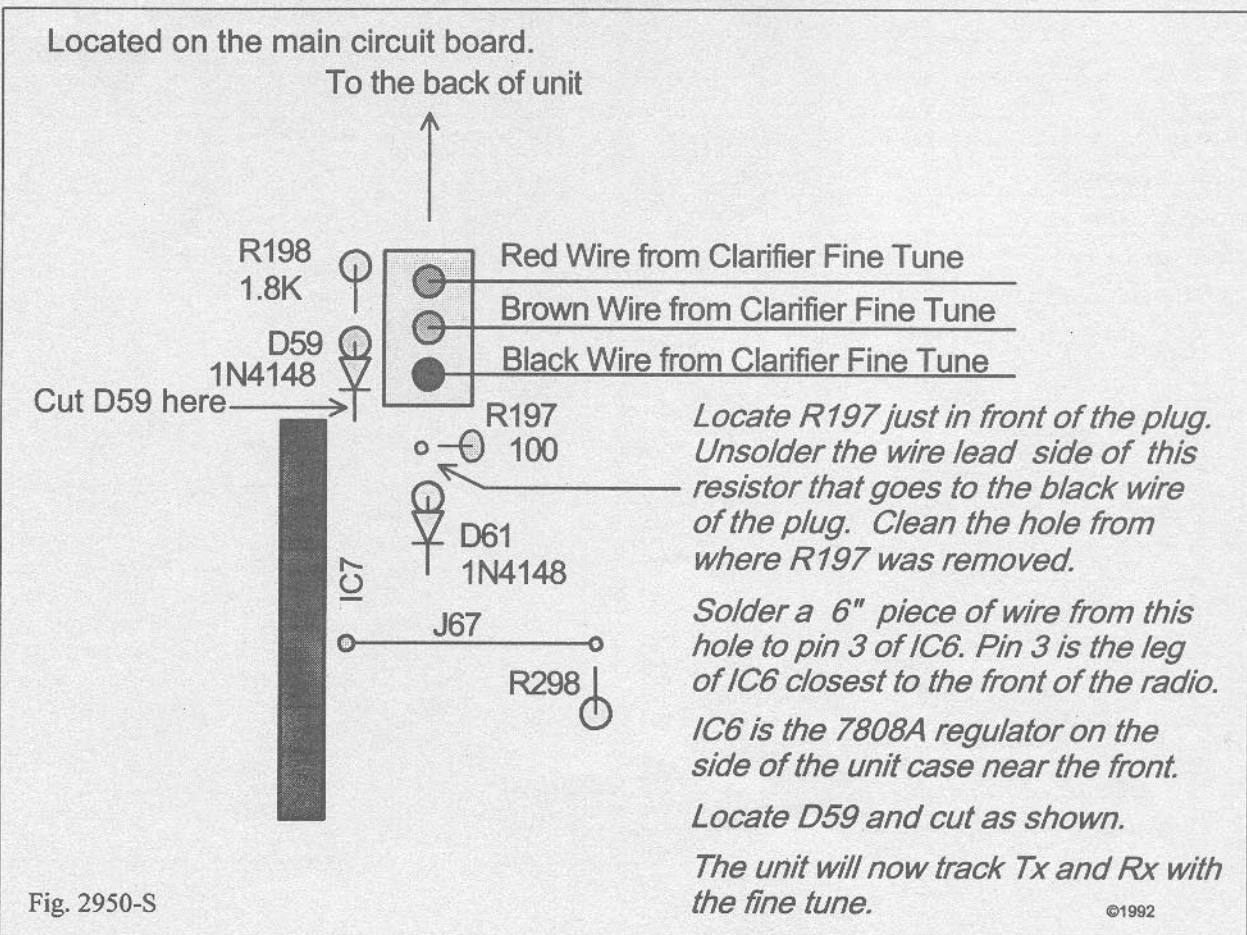 Located on the main circuit board.
To the back of unit
R198
1.8K
Red Wire from Clarifier Fine Tune
Brown Wire from Clarifier Fine Tune
Black Wire from Clarifier Fine Tune
D59
1N4148
Cut D59 here
R197
100
D61
1N4148
IC7
J67
R298
Locate R197 just in front of the plug.
Unsolder the wire lead side of this
resistor that goes to the black wire
of the plug. Clean the hole from
where R197 was removed.
Solder a 6" piece of wire from this
hole to pin 3 of IC6. Pin 3 is the leg
of IC6 closest to the front of the radio.
IC6 is the 7808A regulator on the
side of the unit case near the front.
Locate D59 and cut as shown.
The unit will now track Tx and Rx with
the fine tune.
Fig. 2950-S
©1992